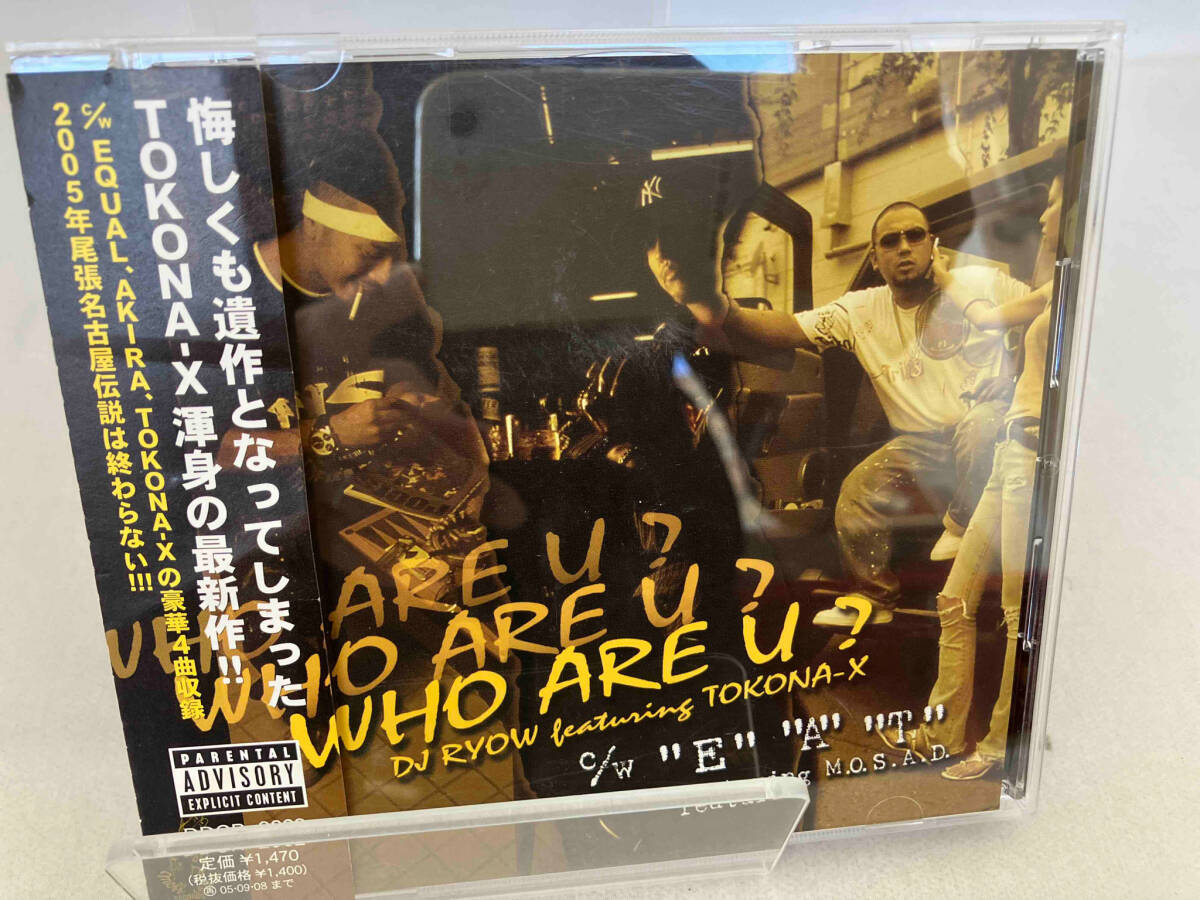 悔しくも遺作となってしまった
TOKONA-X 渾身の最新作!!
c/w EQUAL、AKIRA、TOKONA-Xの豪華4曲収録
2005年尾張名古屋伝説は終わらない!!!
PARENTAL
ADVISORY
EXPLICIT CONTENT
定価 ¥1,470
(税抜価格 ¥1,400)
再 05・09・08 まで
NY
WHO ARE U?
WHO ARE U?
WHO ARE U?
DJ RYOW featuring TOKONA-X
c/w "E" "A" "T"
M.O.S.A.D.